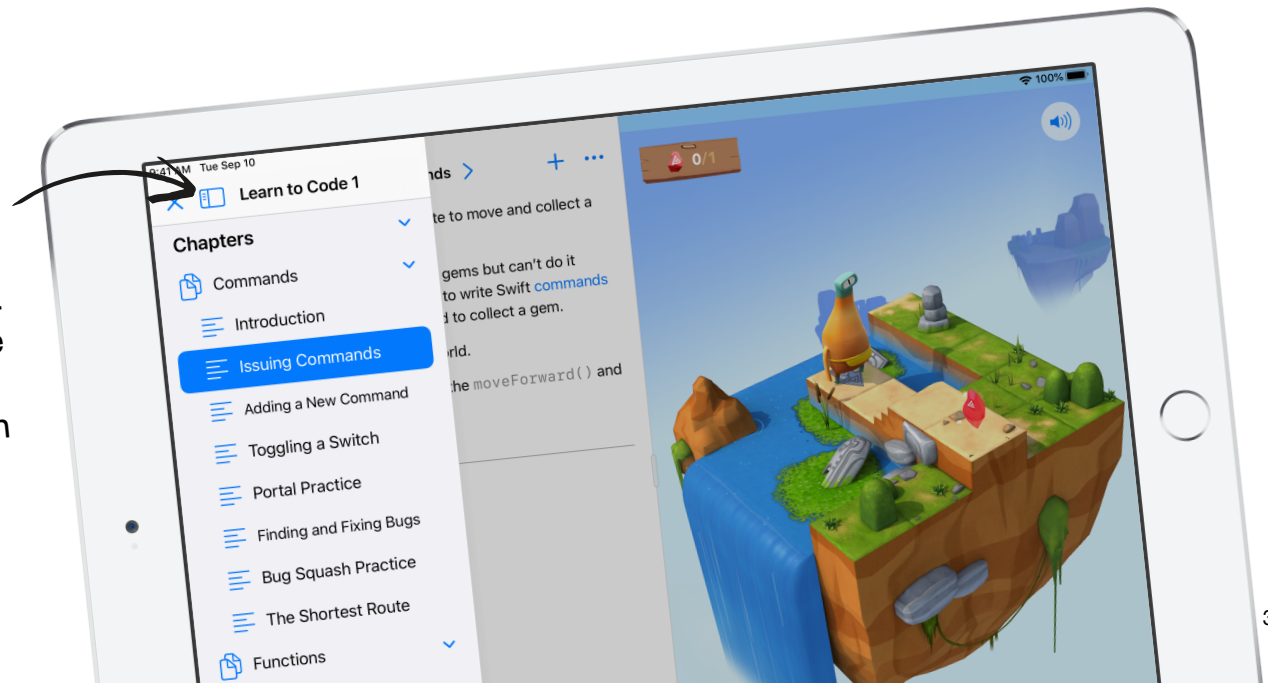 9:41 AM Tue Sep 10
100%
Learn to Code 1
nds
0/1
Chapters
te to move and collect a
Commands
gems but can't do it
to write Swift commands
d to collect a gem.
Introduction
Issuing Commands
rld.
the moveForward() and
Adding a New Command
Toggling a Switch
Portal Practice
Finding and Fixing Bugs
Bug Squash Practice
The Shortest Route
Functions
e
n
3